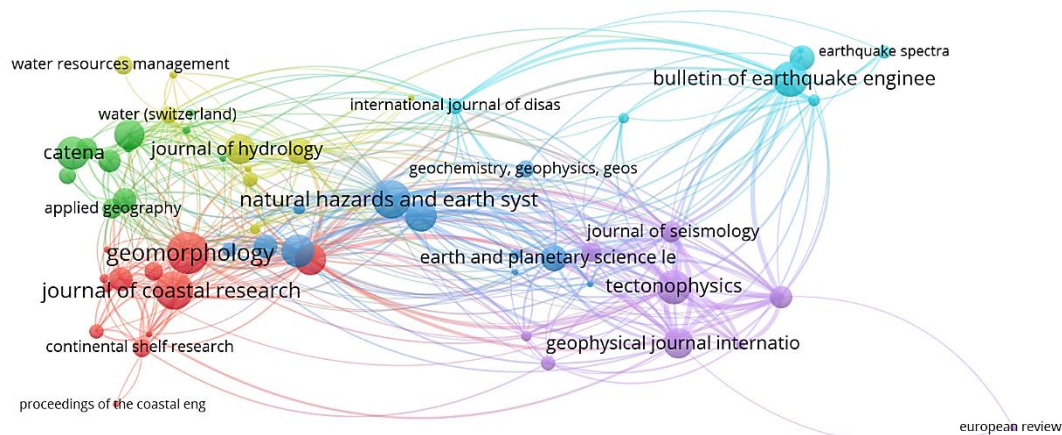 earthquake spectra
water resources management
bulletin of earthquake enginee
international journal of disas
water (switzerland)
catena
journal of hydrology
geochemistry, geophysics, geos
natural hazards and earth syst
applied geography
journal of seismology
geomorphology
earth and planetary science le
journal of coastal research
tectonophysics
continental shelf research
geophysical journal internatio
proceedings of the coastal eng
european review